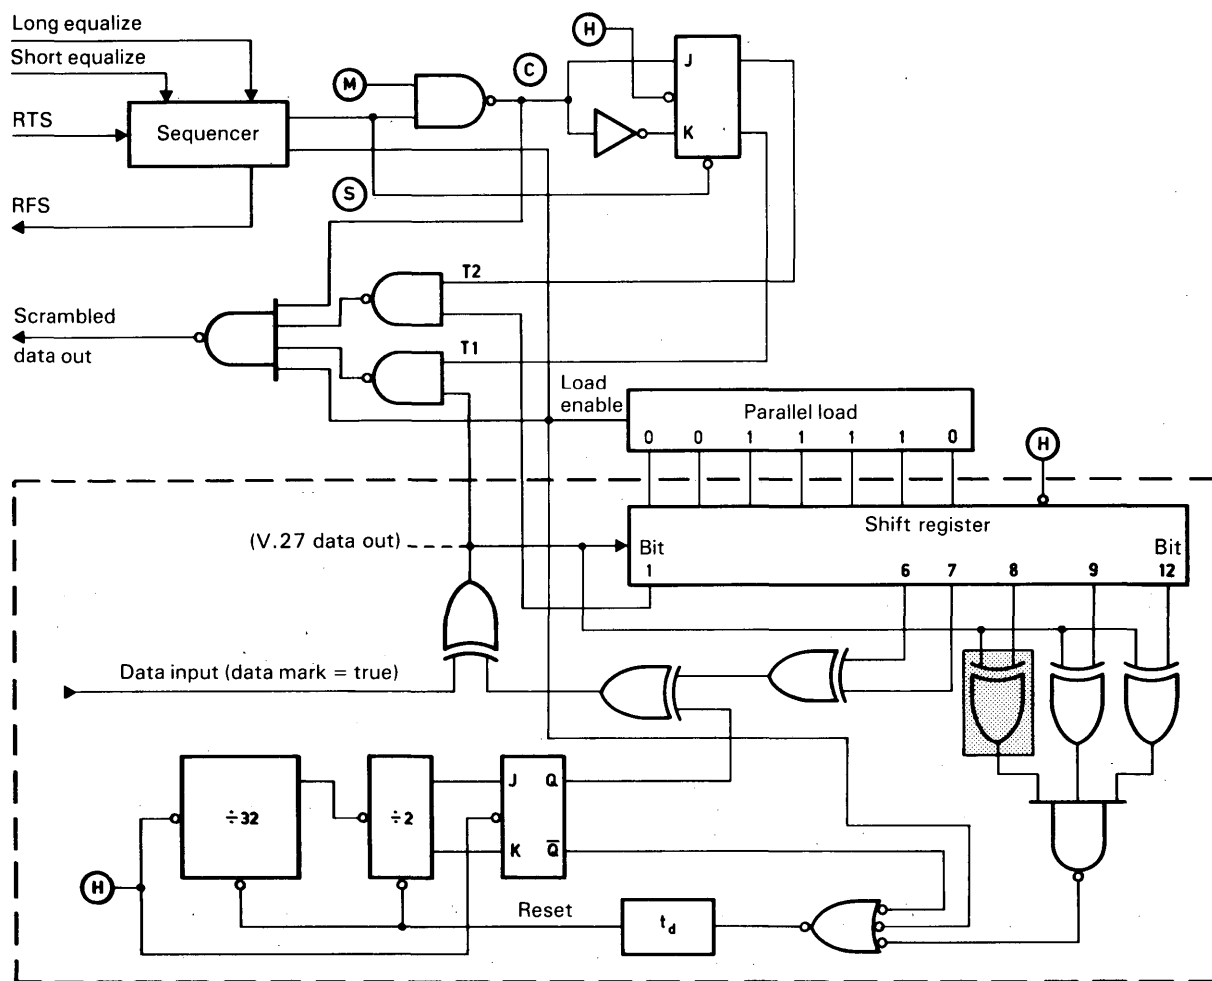 Long equalize
Short equalize
RTS
Sequencer
RFS
M
C
H
J
K
S
T2
T1
Scrambled
data out
Load
enable
Parallel load
0 0 1 1 1 1 0
H
Shift register
(V.27 data out)
Bit
1
6 7 8 9
Bit
12
Data input (data mark = true)
÷32
÷2
J Q
K Q̅
H
Reset
t_d